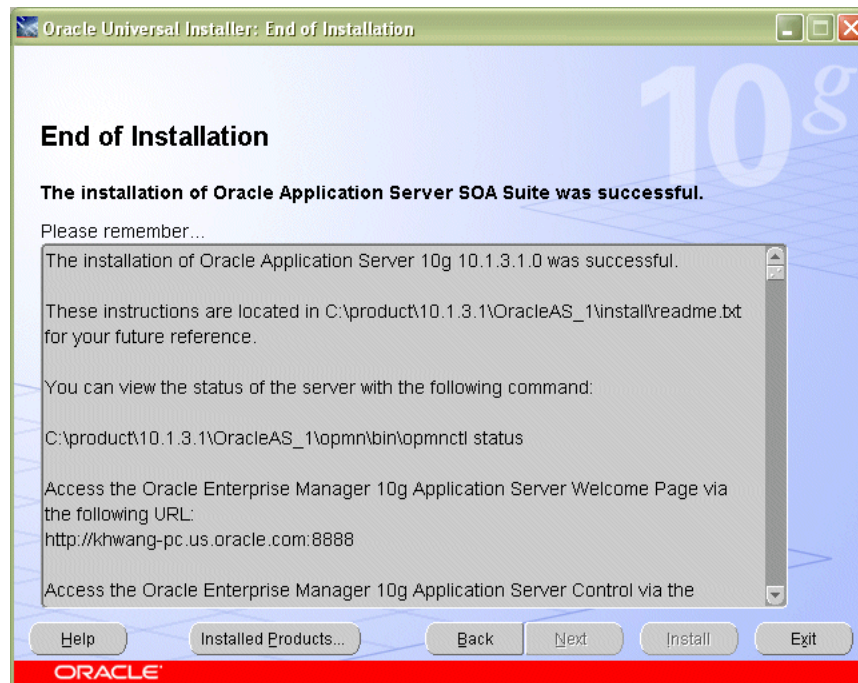 Oracle Universal Installer: End of Installation
10g
End of Installation
The installation of Oracle Application Server SOA Suite was successful.
Please remember...
The installation of Oracle Application Server 10g 10.1.3.1.0 was successful.
These instructions are located in C:\product\10.1.3.1\OracleAS_1\install\readme.txt
for your future reference.
You can view the status of the server with the following command:
C:\product\10.1.3.1\OracleAS_1\opmn\bin\opmnctl status
Access the Oracle Enterprise Manager 10g Application Server Welcome Page via
the following URL:
http://khwang-pc.us.oracle.com:8888
Access the Oracle Enterprise Manager 10g Application Server Control via the
Help Installed Products... Back Next Install Exit
ORACLE